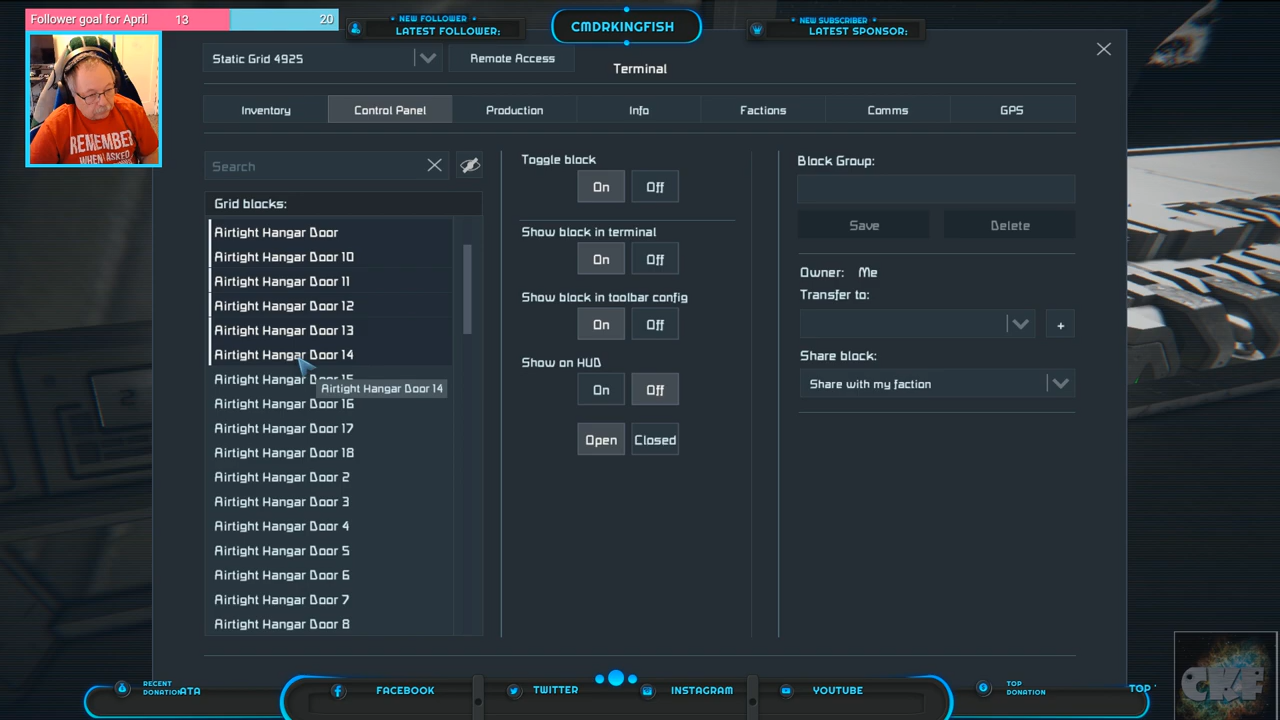 Follower goal for April 13 20
NEW FOLLOWER
LATEST FOLLOWER:
CMDRKINGFISH
NEW SUBSCRIBER
LATEST SPONSOR:
Static Grid 4925
Remote Access
Terminal
Inventory
Control Panel
Production
Info
Factions
Comms
GPS
REMEMBER
WHEN ASKED
Search
Grid blocks:
Airtight Hangar Door
Airtight Hangar Door 10
Airtight Hangar Door 11
Airtight Hangar Door 12
Airtight Hangar Door 13
Airtight Hangar Door 14
Airtight Hangar Door 15
Airtight Hangar Door 14
Airtight Hangar Door 16
Airtight Hangar Door 17
Airtight Hangar Door 18
Airtight Hangar Door 2
Airtight Hangar Door 3
Airtight Hangar Door 4
Airtight Hangar Door 5
Airtight Hangar Door 6
Airtight Hangar Door 7
Airtight Hangar Door 8
Toggle block
On Off
Show block in terminal
On Off
Show block in toolbar config
On Off
Show on HUD
On Off
Open Closed
Block Group:
Save Delete
Owner: Me
Transfer to:
+
Share block:
Share with my faction
RECENT
DONATION
ATA
FACEBOOK
TWITTER
INSTAGRAM
YOUTUBE
TOP
DONATION
TOP
CKF